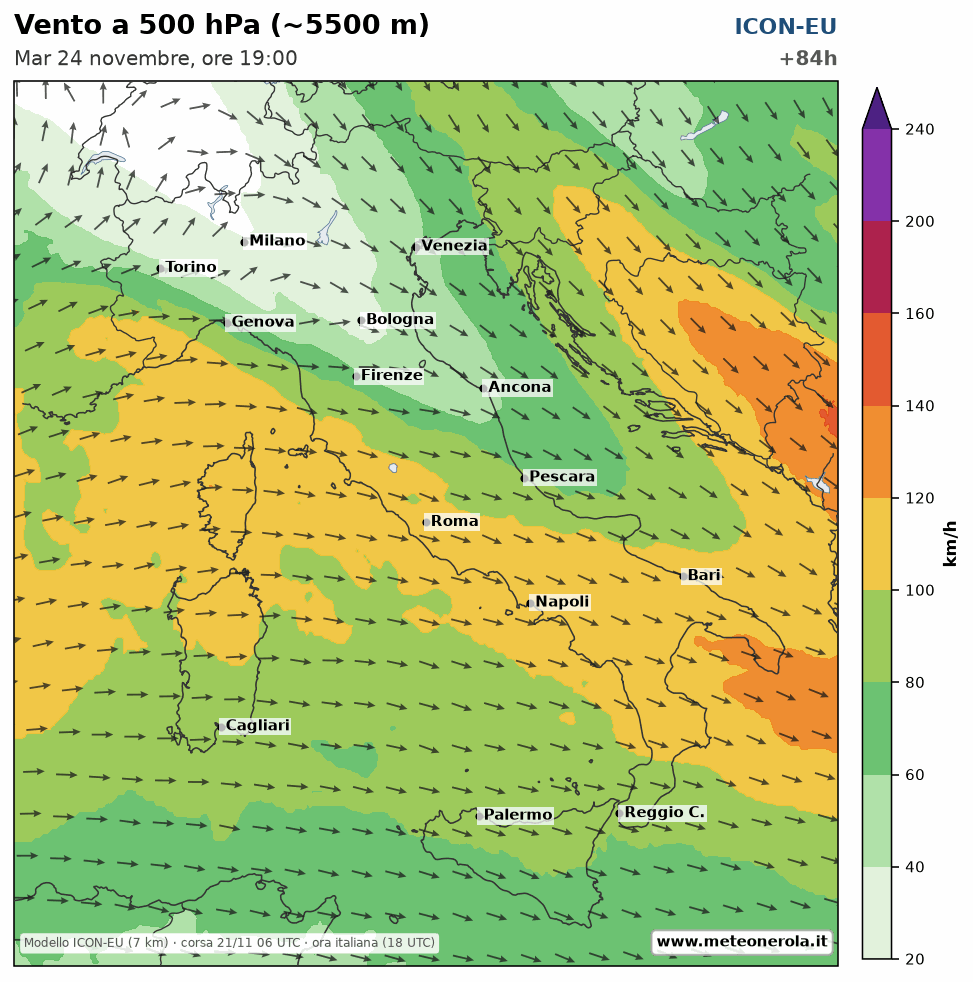 Vento a 500 hPa (~5500 m)
ICON-EU
Mar 24 novembre, ore 19:00
+84h
Milano
Venezia
Torino
Genova
Bologna
Firenze
Ancona
Pescara
Roma
Bari
Napoli
Cagliari
Palermo
Reggio C.
240
200
160
140
120
100
80
60
40
20
km/h
Modello ICON-EU (7 km) · corsa 21/11 06 UTC · ora italiana (18 UTC)
www.meteonerola.it